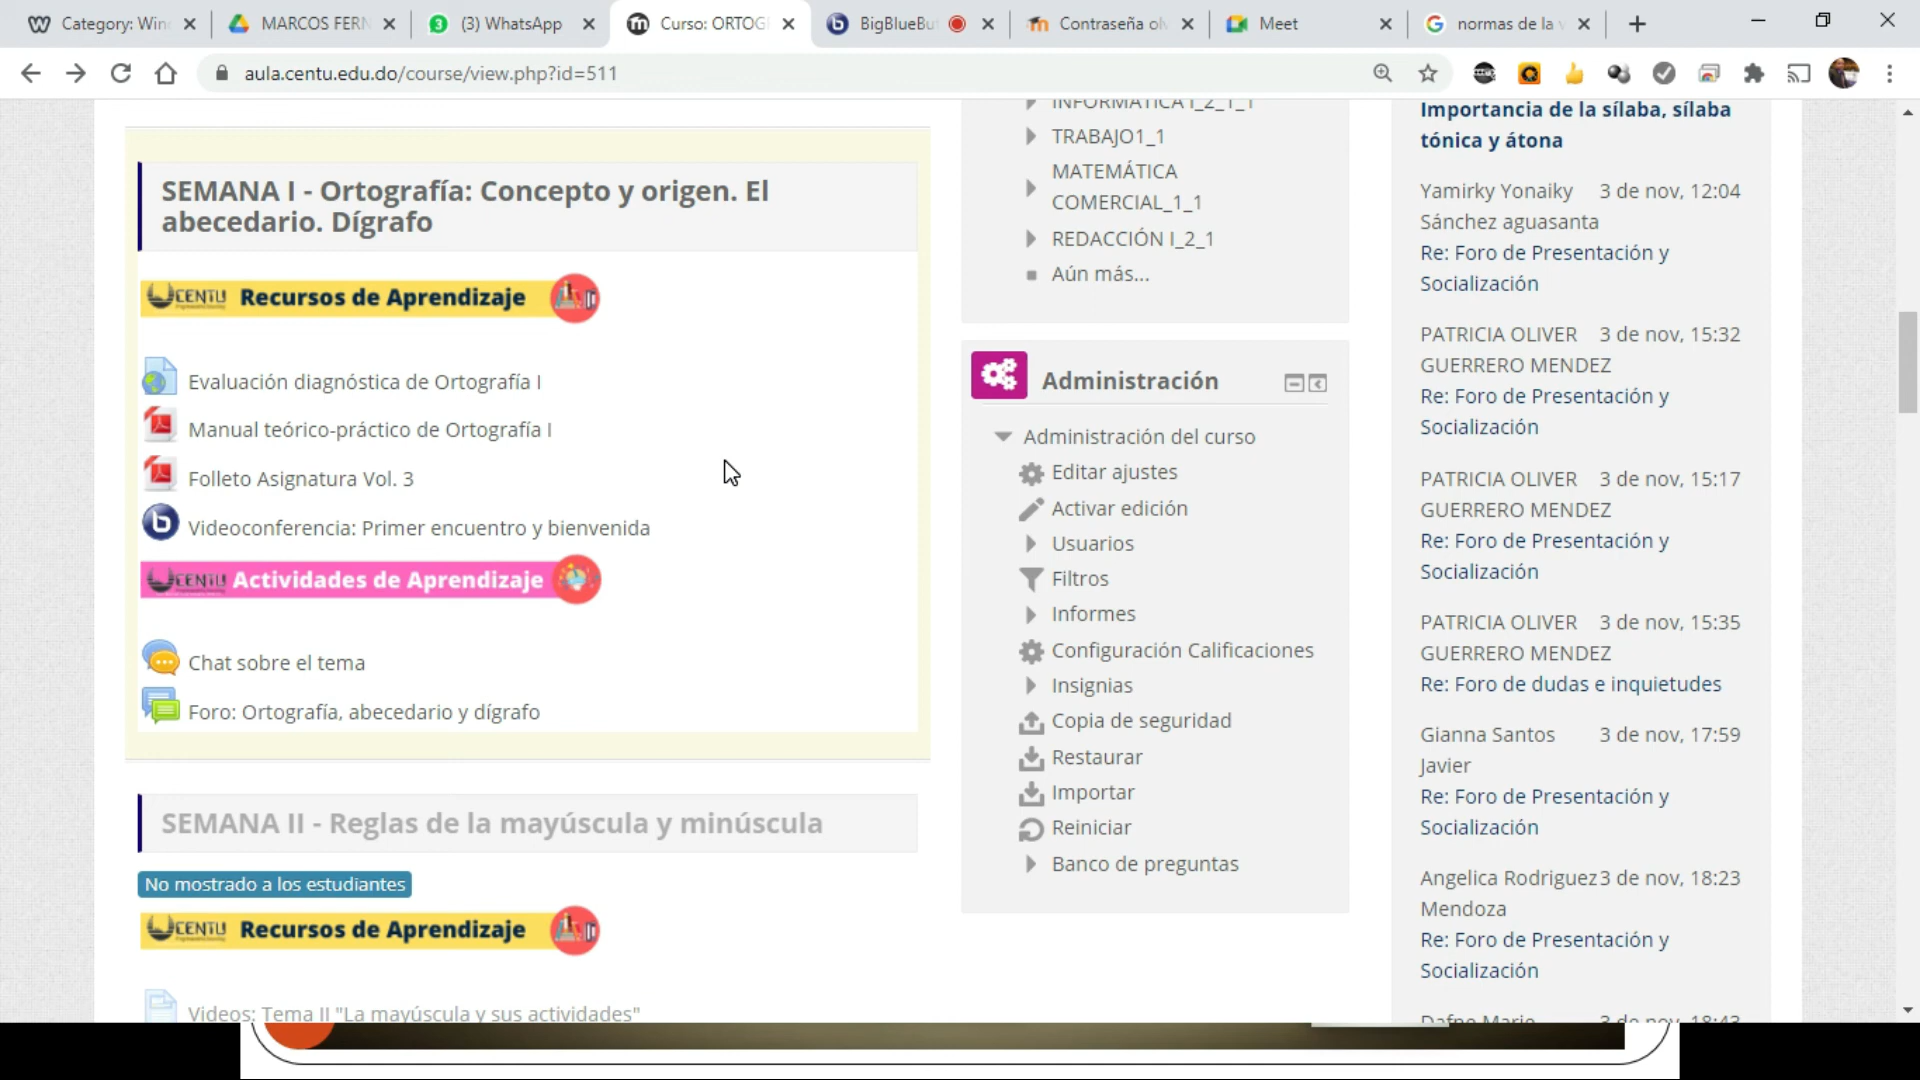 Category: Win
MARCOS FERN
(3) WhatsApp
Curso: ORTOG
BigBlueBu
Contraseña ol
Meet
normas de la v
aula.centu.edu.do/course/view.php?id=511
SEMANA I - Ortografía: Concepto y origen. El
abecedario. Dígrafo
CENTU Recursos de Aprendizaje
Evaluación diagnóstica de Ortografía I
Manual teórico-práctico de Ortografía I
Folleto Asignatura Vol. 3
Videoconferencia: Primer encuentro y bienvenida
CENTU Actividades de Aprendizaje
Chat sobre el tema
Foro: Ortografía, abecedario y dígrafo
SEMANA II - Reglas de la mayúscula y minúscula
No mostrado a los estudiantes
CENTU Recursos de Aprendizaje
Videos: Tema II "La mayúscula y sus actividades"
INFORMÁTICA I_2_1_1
TRABAJO1_1
MATEMÁTICA
COMERCIAL_1_1
REDACCIÓN I_2_1
Aún más...
Administración
Administración del curso
Editar ajustes
Activar edición
Usuarios
Filtros
Informes
Configuración Calificaciones
Insignias
Copia de seguridad
Restaurar
Importar
Reiniciar
Banco de preguntas
Importancia de la sílaba, sílaba
tónica y átona
Yamirky Yonaiky 3 de nov, 12:04
Sánchez aguasanta
Re: Foro de Presentación y
Socialización
PATRICIA OLIVER 3 de nov, 15:32
GUERRERO MENDEZ
Re: Foro de Presentación y
Socialización
PATRICIA OLIVER 3 de nov, 15:17
GUERRERO MENDEZ
Re: Foro de Presentación y
Socialización
PATRICIA OLIVER 3 de nov, 15:35
GUERRERO MENDEZ
Re: Foro de dudas e inquietudes
Gianna Santos 3 de nov, 17:59
Javier
Re: Foro de Presentación y
Socialización
Angelica Rodriguez 3 de nov, 18:23
Mendoza
Re: Foro de Presentación y
Socialización
Dafne Marie 3 de nov, 18:43